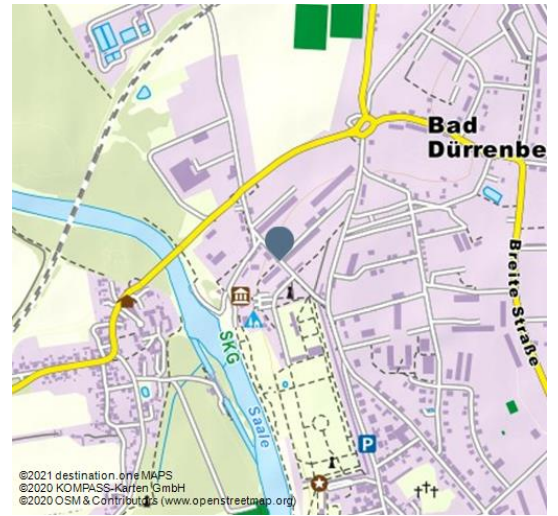 Bad
Dürrenbe
Breite Straße
SKG
Saale
P
©2021 destination.one MAPS
©2020 KOMPASS-Karten GmbH
©2020 OSM & Contributors (www.openstreetmap.org)